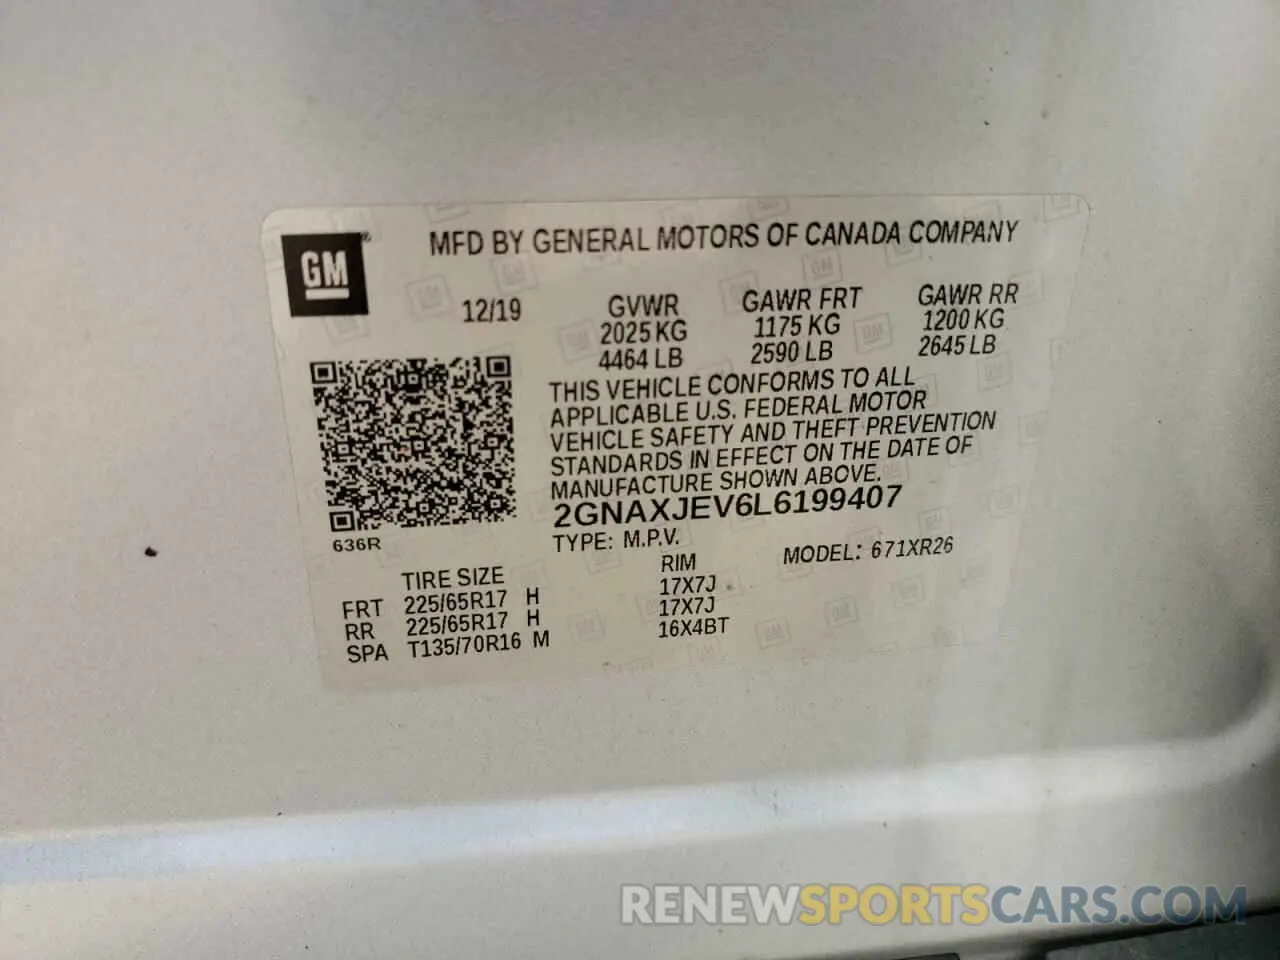 GM
MFD BY GENERAL MOTORS OF CANADA COMPANY
12/19 GVWR GAWR FRT GAWR RR
2025 KG 1175 KG 1200 KG
4464 LB 2590 LB 2645 LB
THIS VEHICLE CONFORMS TO ALL
APPLICABLE U.S. FEDERAL MOTOR
VEHICLE SAFETY AND THEFT PREVENTION
STANDARDS IN EFFECT ON THE DATE OF
MANUFACTURE SHOWN ABOVE.
2GNAXJEV6L6199407
636R
TYPE: M.P.V. MODEL: 671XR26
TIRE SIZE RIM
FRT 225/65R17 H 17X7J
RR 225/65R17 H 17X7J
SPA T135/70R16 M 16X4BT
RENEWSPORTSCARS.COM